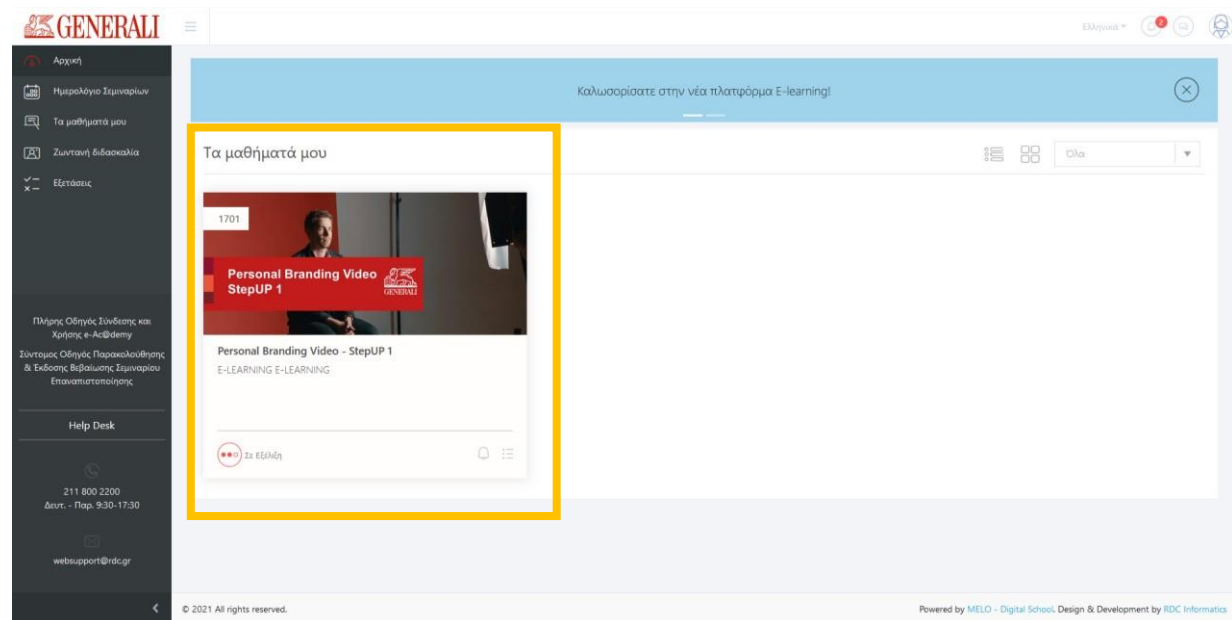 GENERALI
Ελληνικά
2
Αρχική
Ημερολόγιο Σεμιναρίων
Τα μαθήματά μου
Ζωντανή διδασκαλία
Εξετάσεις
Πλήρης Οδηγός Σύνδεσης και
Χρήσης e-Ac@demy
Σύντομος Οδηγός Παρακολούθησης
& Έκδοσης Βεβαίωσης Σεμιναρίου
Επαναπιστοποίησης
Help Desk
211 800 2200
Δευτ. - Παρ. 9:30-17:30
websupport@rdc.gr
Καλωσορίσατε στην νέα πλατφόρμα E-learning!
Τα μαθήματά μου
Όλα
1701
Personal Branding Video
StepUP 1
GENERALI
Personal Branding Video - StepUP 1
E-LEARNING E-LEARNING
Σε Εξέλιξη
© 2021 All rights reserved.
Powered by MELO - Digital School. Design & Development by RDC Informatics